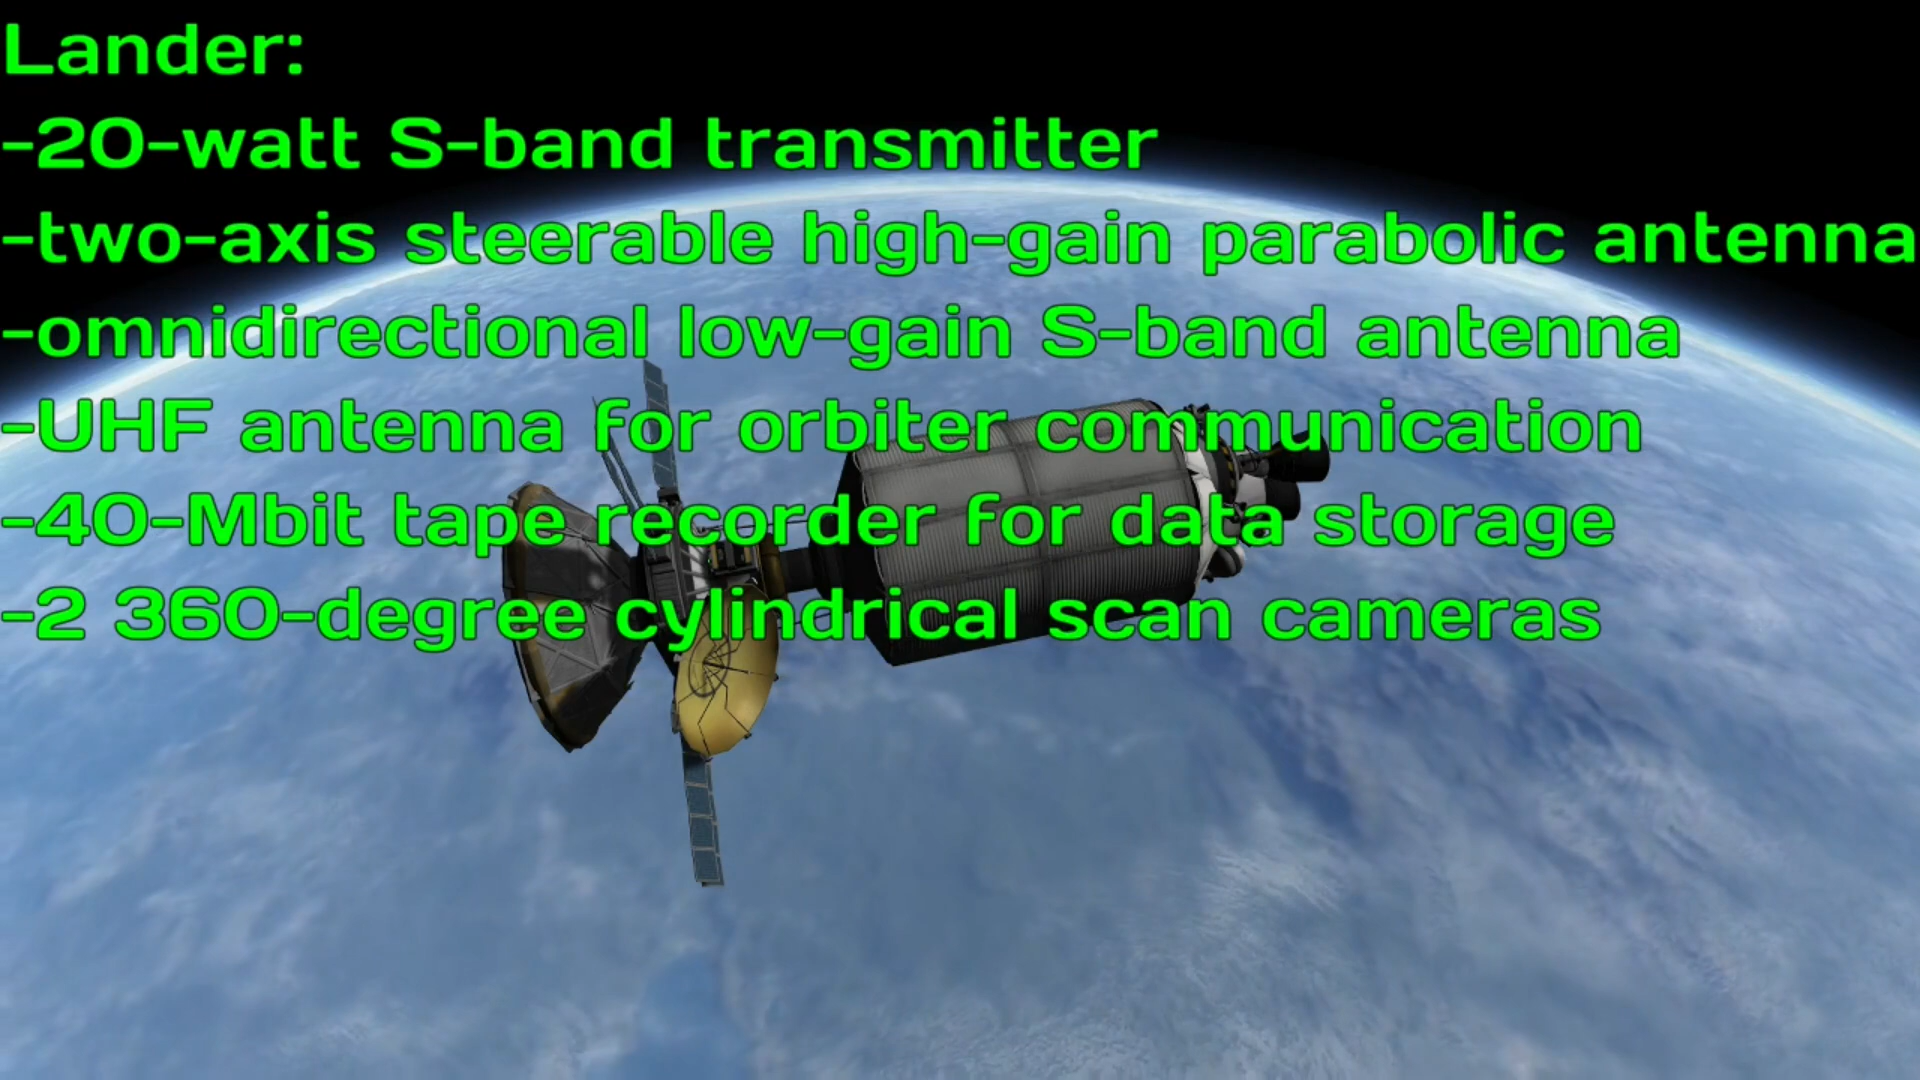 Lander:
-20-watt S-band transmitter
-two-axis steerable high-gain parabolic antenna
-omnidirectional low-gain S-band antenna
-UHF antenna for orbiter communication
-40-Mbit tape recorder for data storage
-2 360-degree cylindrical scan cameras